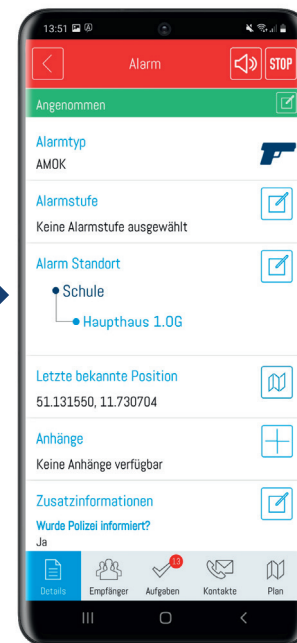 13:51
Alarm
STOP
Angenommen
Alarmtyp
AMOK
Alarmstufe
Keine Alarmstufe ausgewählt
Alarm Standort
Schule
Haupthaus 1.OG
Letzte bekannte Position
51.131550, 11.730704
Anhänge
Keine Anhänge verfügbar
Zusatzinformationen
Wurde Polizei informiert?
Ja
13
Details Empfänger Aufgaben Kontakte Plan